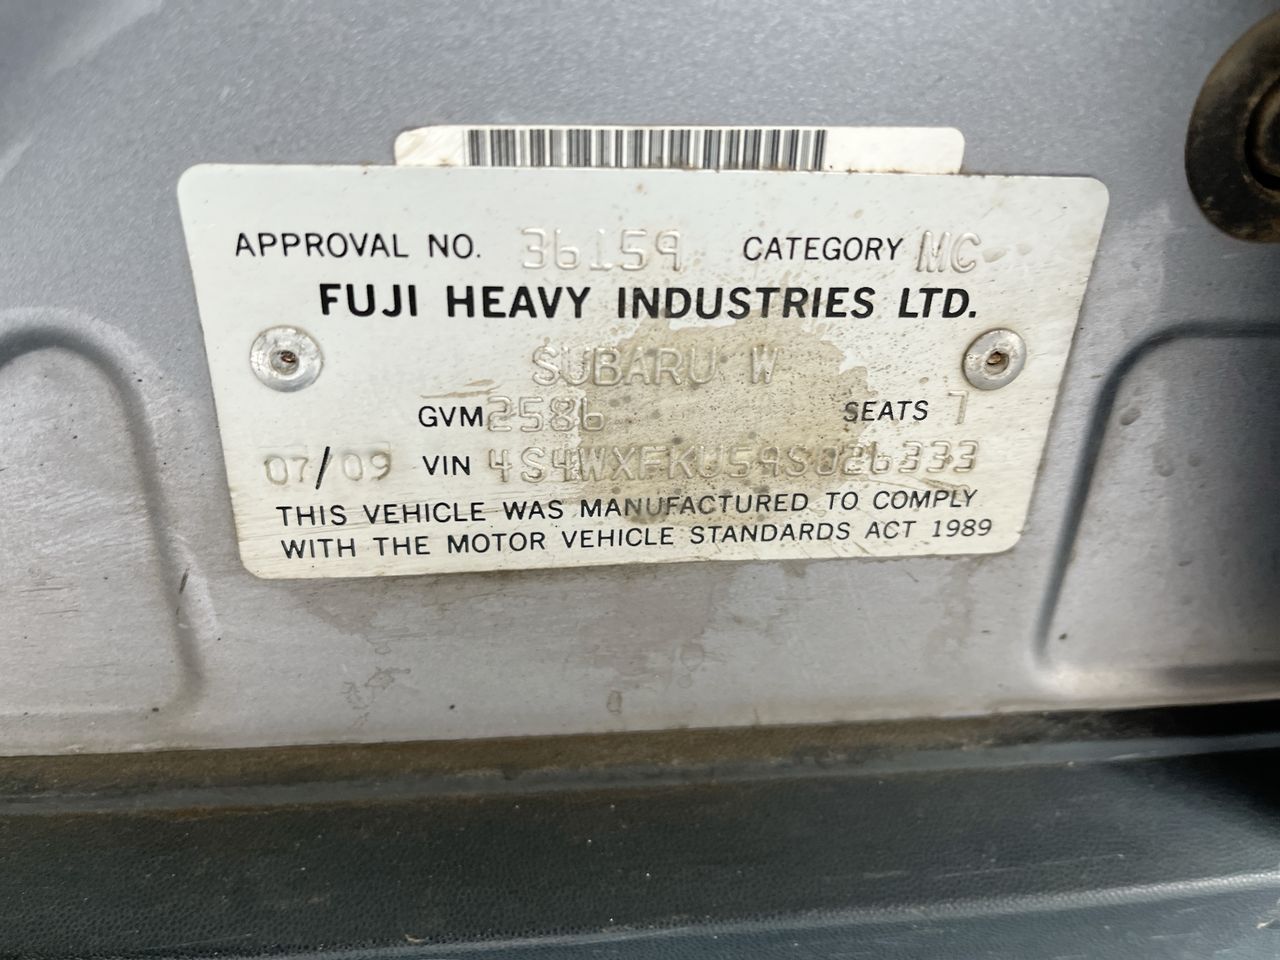 APPROVAL NO. 36159 CATEGORY MC
FUJI HEAVY INDUSTRIES LTD.
SUBARU W
GVM 2586 SEATS 7
07/09 VIN 4S4WXFKU59S026333
THIS VEHICLE WAS MANUFACTURED TO COMPLY
WITH THE MOTOR VEHICLE STANDARDS ACT 1989